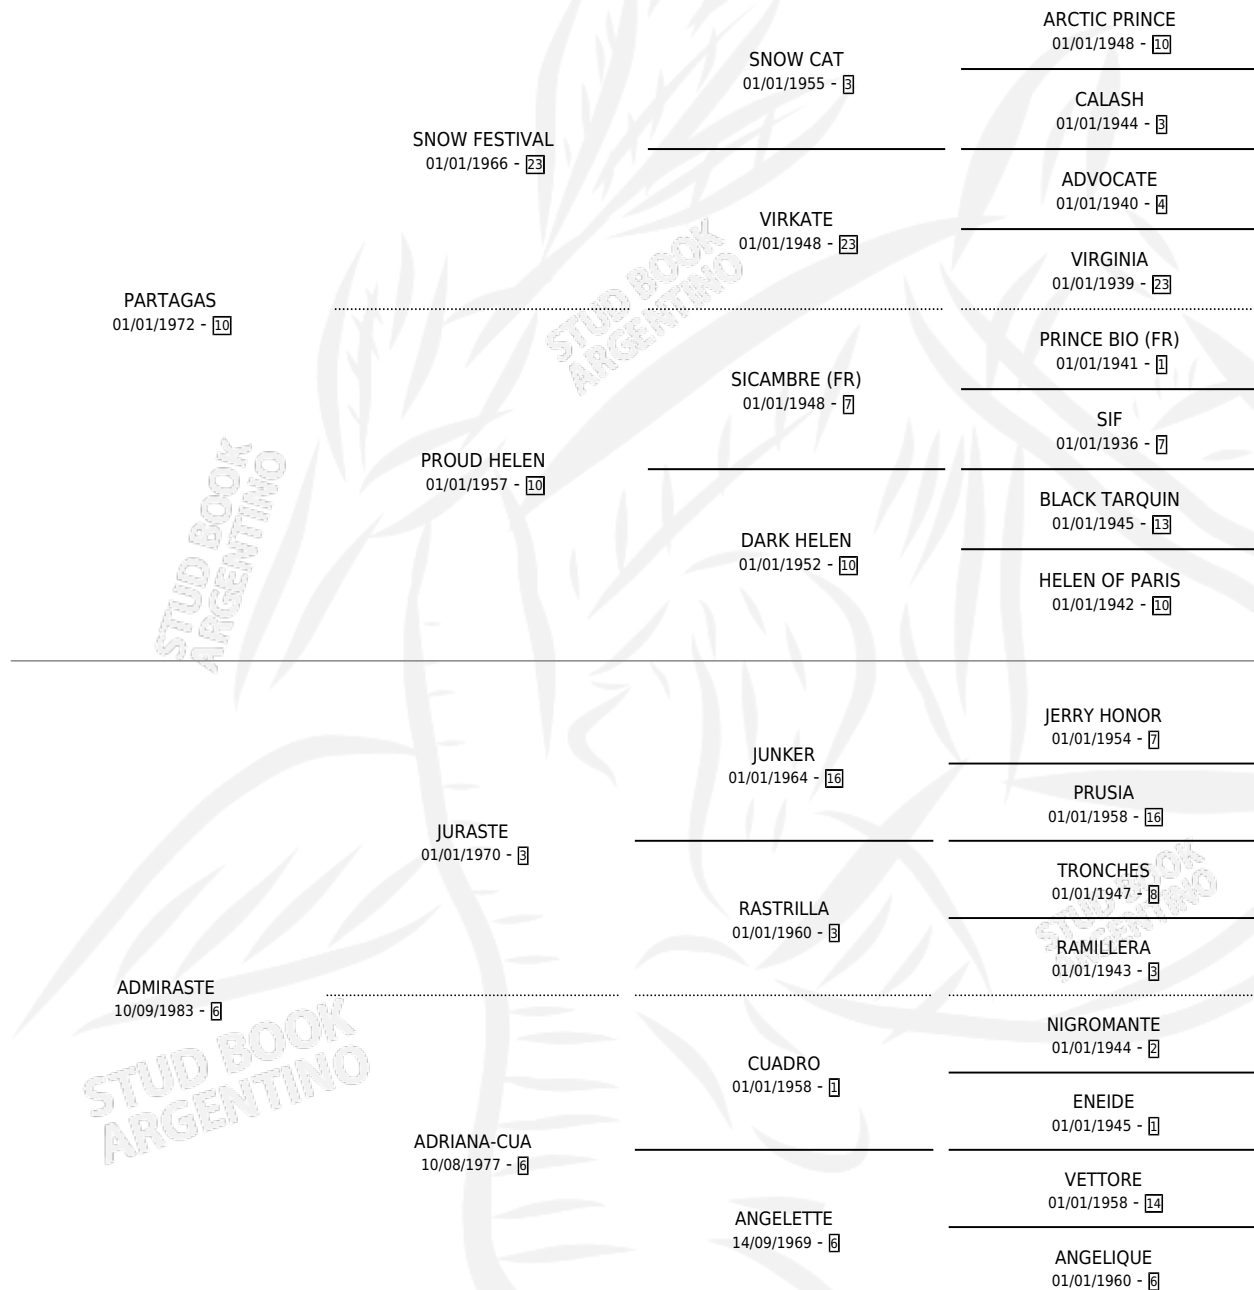 ARCTIC PRINCE
01/01/1948 - 10
SNOW CAT
01/01/1955 - 3
CALASH
01/01/1944 - 3
SNOW FESTIVAL
01/01/1966 - 23
ADVOCATE
01/01/1940 - 4
VIRKATE
01/01/1948 - 23
VIRGINIA
01/01/1939 - 23
PARTAGAS
01/01/1972 - 10
PRINCE BIO (FR)
01/01/1941 - 1
SICAMBRE (FR)
01/01/1948 - 7
SIF
01/01/1936 - 7
PROUD HELEN
01/01/1957 - 10
BLACK TARQUIN
01/01/1945 - 13
DARK HELEN
01/01/1952 - 10
HELEN OF PARIS
01/01/1942 - 10
STUD BOOK
ARGENTINO
STUD BOOK
ARGENTINO
JERRY HONOR
01/01/1954 - 7
JUNKER
01/01/1964 - 16
PRUSIA
01/01/1958 - 16
JURASTE
01/01/1970 - 3
TRONCHES
01/01/1947 - 8
RASTRILLA
01/01/1960 - 3
RAMILLERA
01/01/1943 - 3
STUD BOOK
ARGENTINO
ADMIRASTE
10/09/1983 - 6
NIGROMANTE
01/01/1944 - 2
CUADRO
01/01/1958 - 1
ENEIDE
01/01/1945 - 1
ADRIANA-CUA
10/08/1977 - 6
VETTORE
01/01/1958 - 14
ANGELETTE
14/09/1969 - 6
ANGELIQUE
01/01/1960 - 6
STUD BOOK
ARGENTINO